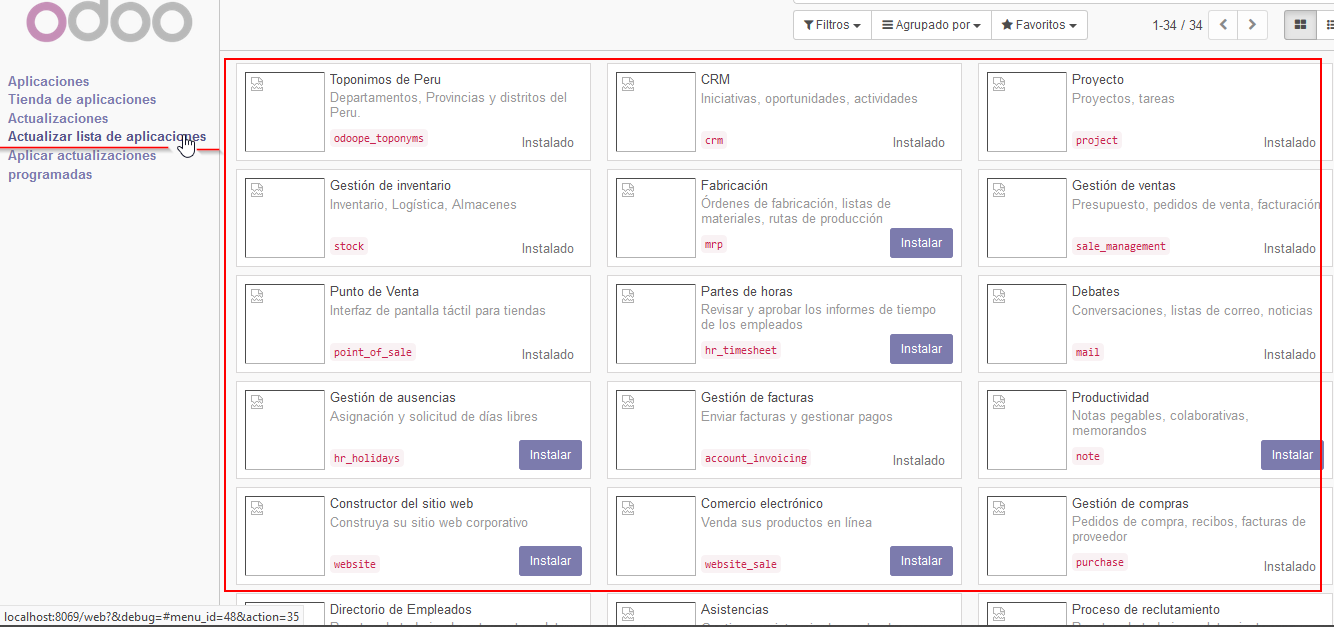 odoo
Filtros
Agrupado por
Favoritos
1-34 / 34
Aplicaciones
Tienda de aplicaciones
Actualizaciones
Actualizar lista de aplicaciones
Aplicar actualizaciones
programadas
Toponimos de Peru
Departamentos, Provincias y distritos del
Peru.
odoope_toponyms
Instalado
CRM
Iniciativas, oportunidades, actividades
crm
Instalado
Proyecto
Proyectos, tareas
project
Instalado
Gestión de inventario
Inventario, Logística, Almacenes
stock
Instalado
Fabricación
Órdenes de fabricación, listas de
materiales, rutas de producción
mrp
Instalar
Gestión de ventas
Presupuesto, pedidos de venta, facturación
sale_management
Instalado
Punto de Venta
Interfaz de pantalla táctil para tiendas
point_of_sale
Instalado
Partes de horas
Revisar y aprobar los informes de tiempo
de los empleados
hr_timesheet
Instalar
Debates
Conversaciones, listas de correo, noticias
mail
Instalado
Gestión de ausencias
Asignación y solicitud de días libres
hr_holidays
Instalar
Gestión de facturas
Enviar facturas y gestionar pagos
account_invoicing
Instalado
Productividad
Notas pegables, colaborativas,
memorandos
note
Instalar
Constructor del sitio web
Construya su sitio web corporativo
website
Instalar
Comercio electrónico
Venda sus productos en línea
website_sale
Instalar
Gestión de compras
Pedidos de compra, recibos, facturas de
proveedor
purchase
Instalado
Directorio de Empleados
Asistencias
Proceso de reclutamiento
localhost:8069/web?&debug=#menu_id=48&action=35